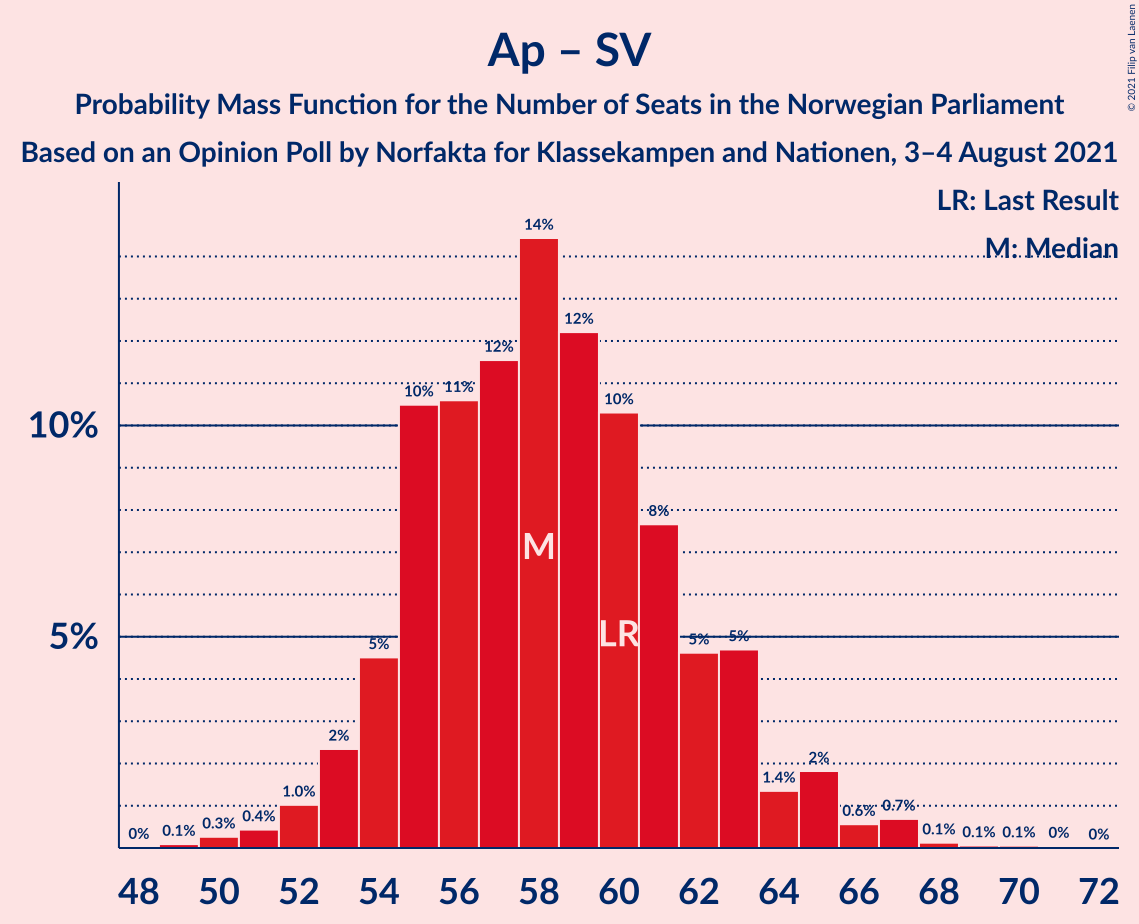 Ap – SV
Probability Mass Function for the Number of Seats in the Norwegian Parliament
Based on an Opinion Poll by Norfakta for Klassekampen and Nationen, 3–4 August 2021
© 2021 Filip van Laenen
LR: Last Result
M: Median
10%
5%
0% 0.1% 0.3% 0.4% 1.0% 2% 5% 10% 11% 12% 14% 12% 10% 8% 5% 5% 1.4% 2% 0.6% 0.7% 0.1% 0.1% 0.1% 0% 0%
M
LR
48 50 52 54 56 58 60 62 64 66 68 70 72